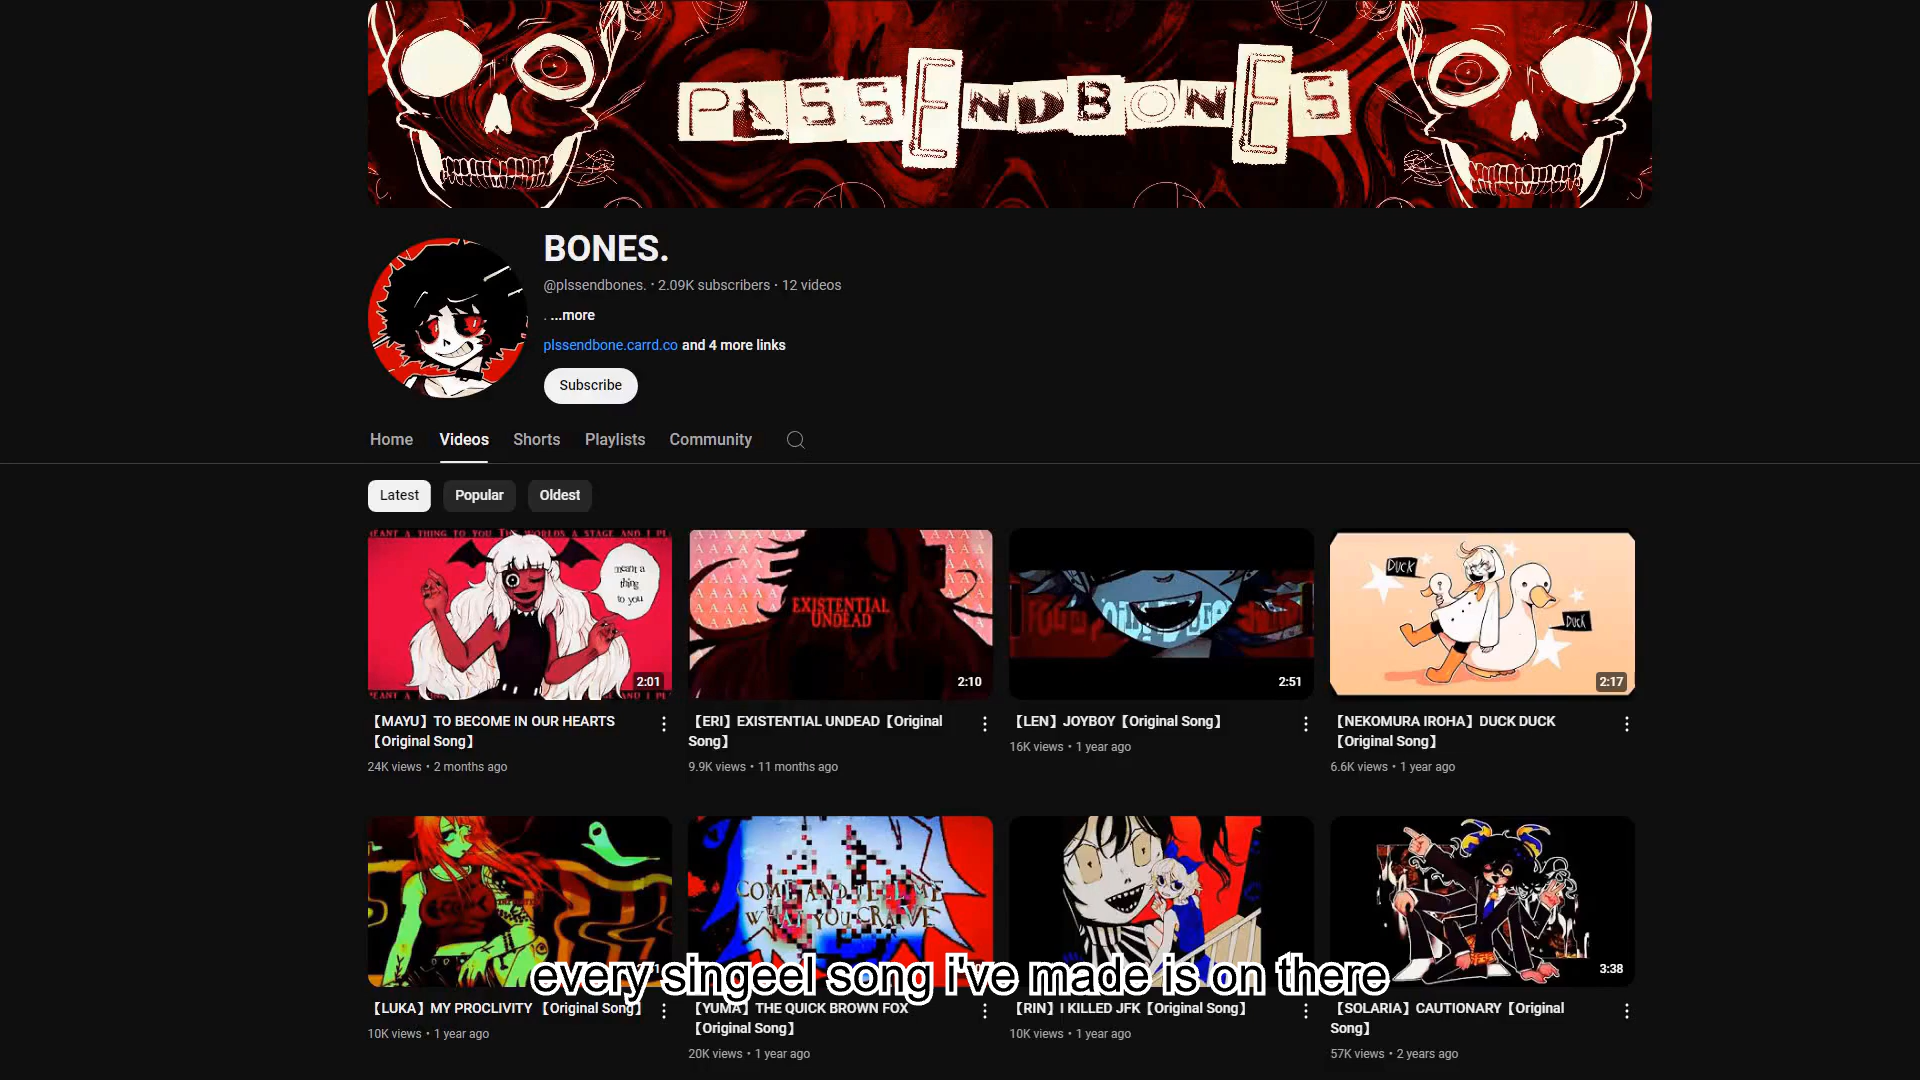 PLSSENDBONES
BONES.
@plssendbones. · 2.09K subscribers · 12 videos
. ...more
plssendbone.carrd.co and 4 more links
Subscribe
Home Videos Shorts Playlists Community
Latest Popular Oldest
meant a
thing
to you
2:01
EXISTENTIAL
UNDEAD
2:10
2:51
DUCK
DUCK
2:17
【MAYU】TO BECOME IN OUR HEARTS
【Original Song】
24K views • 2 months ago
【ERI】EXISTENTIAL UNDEAD【Original
Song】
9.9K views • 11 months ago
【LEN】JOYBOY【Original Song】
16K views • 1 year ago
【NEKOMURA IROHA】DUCK DUCK
【Original Song】
6.6K views • 1 year ago
COME AND TELL ME
WHAT YOU CRAVE
3:38
every singeel song i've made is on there
【LUKA】MY PROCLIVITY 【Original Song】
10K views • 1 year ago
【YUMA】THE QUICK BROWN FOX
【Original Song】
20K views • 1 year ago
【RIN】I KILLED JFK【Original Song】
10K views • 1 year ago
【SOLARIA】CAUTIONARY【Original
Song】
57K views • 2 years ago